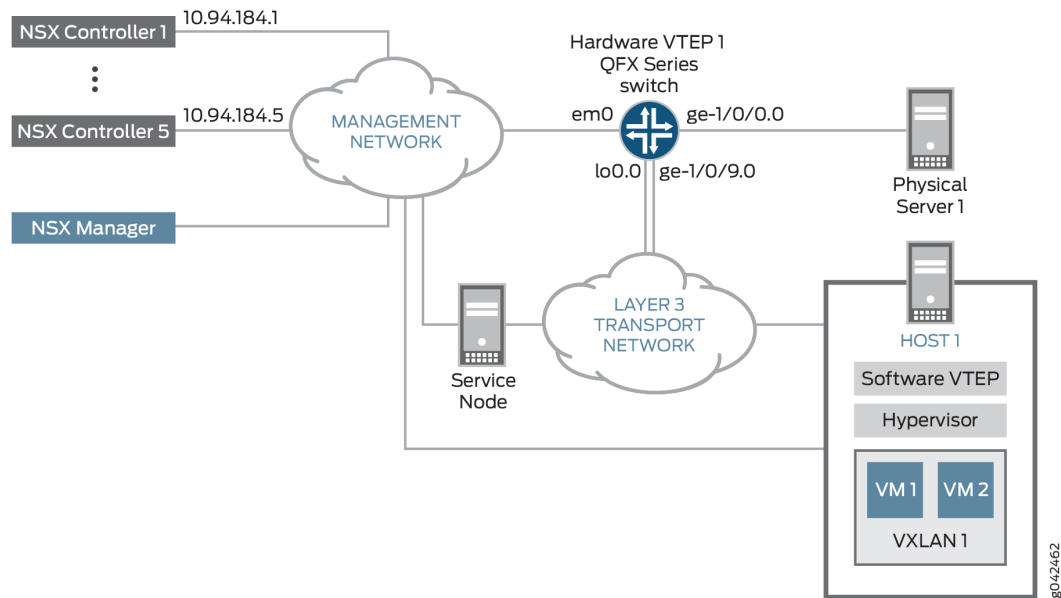 NSX Controller 1
10.94.184.1
NSX Controller 5
10.94.184.5
NSX Manager
MANAGEMENT
NETWORK
Hardware VTEP 1
QFX Series
switch
em0
ge-1/0/0.0
lo0.0
ge-1/0/9.0
Physical
Server 1
LAYER 3
TRANSPORT
NETWORK
Service
Node
HOST 1
Software VTEP
Hypervisor
VM 1
VM 2
VXLAN 1
g042462